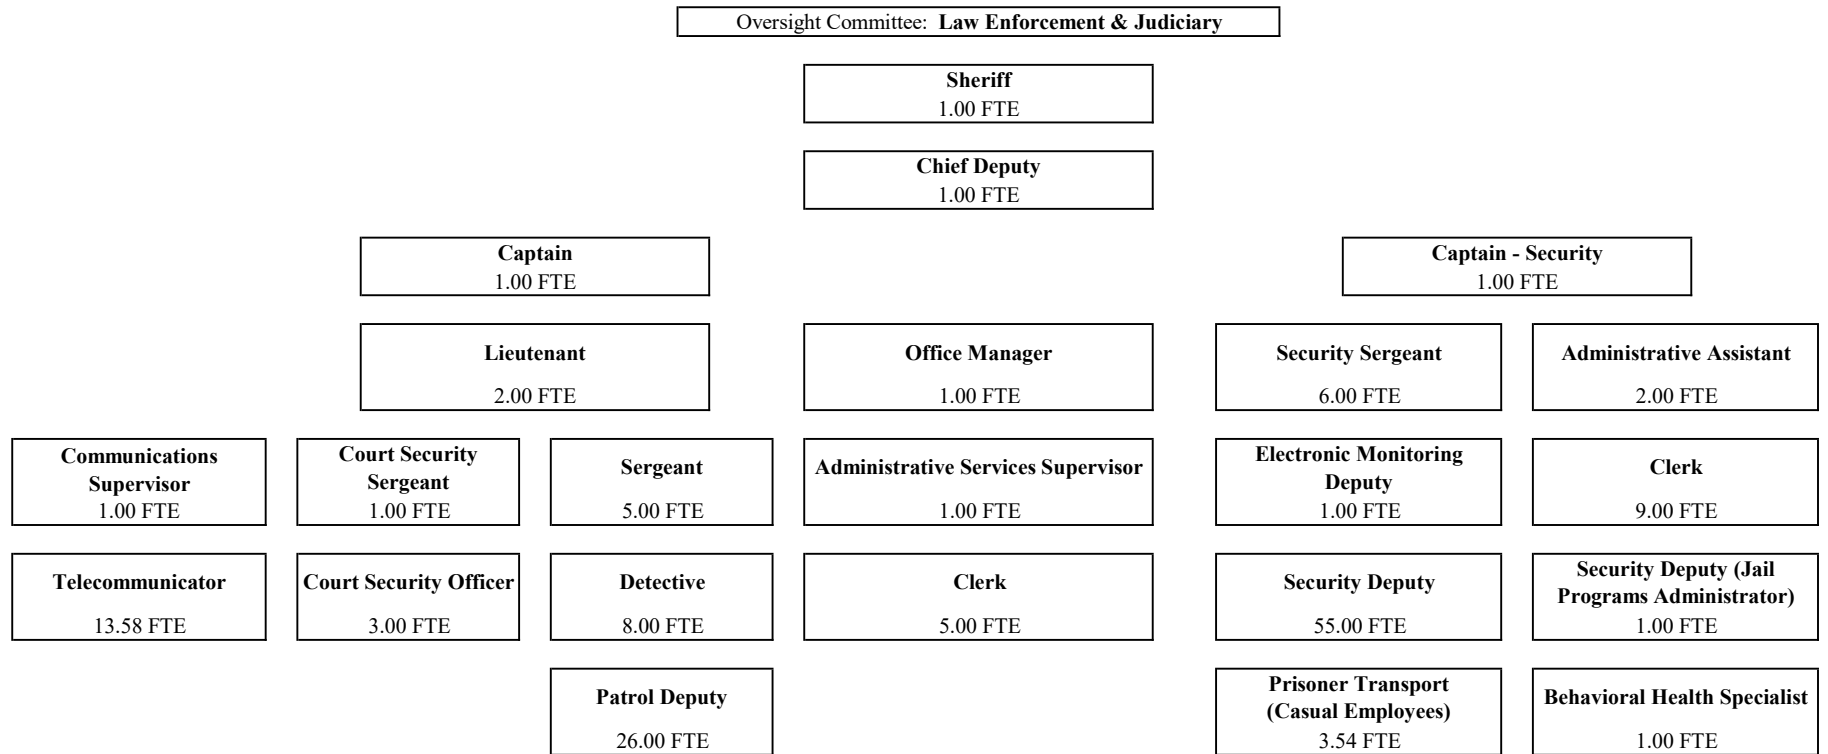 Oversight Committee: Law Enforcement & Judiciary
Sheriff
1.00 FTE
Chief Deputy
1.00 FTE
Captain
1.00 FTE
Captain - Security
1.00 FTE
Lieutenant
2.00 FTE
Office Manager
1.00 FTE
Security Sergeant
6.00 FTE
Administrative Assistant
2.00 FTE
Communications
Supervisor
1.00 FTE
Court Security
Sergeant
1.00 FTE
Sergeant
5.00 FTE
Administrative Services Supervisor
1.00 FTE
Electronic Monitoring
Deputy
1.00 FTE
Clerk
9.00 FTE
Telecommunicator
13.58 FTE
Court Security Officer
3.00 FTE
Detective
8.00 FTE
Clerk
5.00 FTE
Security Deputy
55.00 FTE
Security Deputy (Jail
Programs Administrator)
1.00 FTE
Patrol Deputy
26.00 FTE
Prisoner Transport
(Casual Employees)
3.54 FTE
Behavioral Health Specialist
1.00 FTE